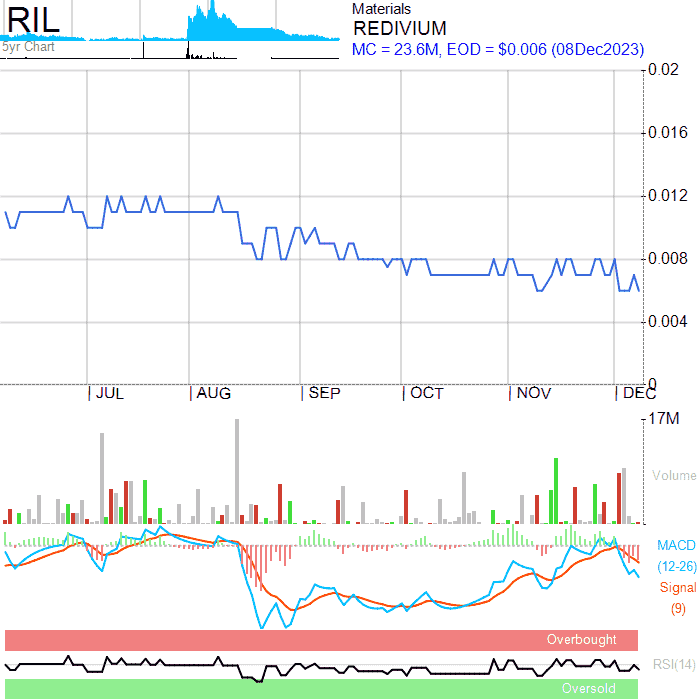 RIL
5yr Chart
Materials
REDIVIUM
MC = 23.6M, EOD = $0.006 (08Dec2023)
0.02
0.016
0.012
0.008
0.004
0
JUL AUG SEP OCT NOV DEC
17M
Volume
MACD
(12-26)
Signal
(9)
Overbought
RSI(14)
Oversold